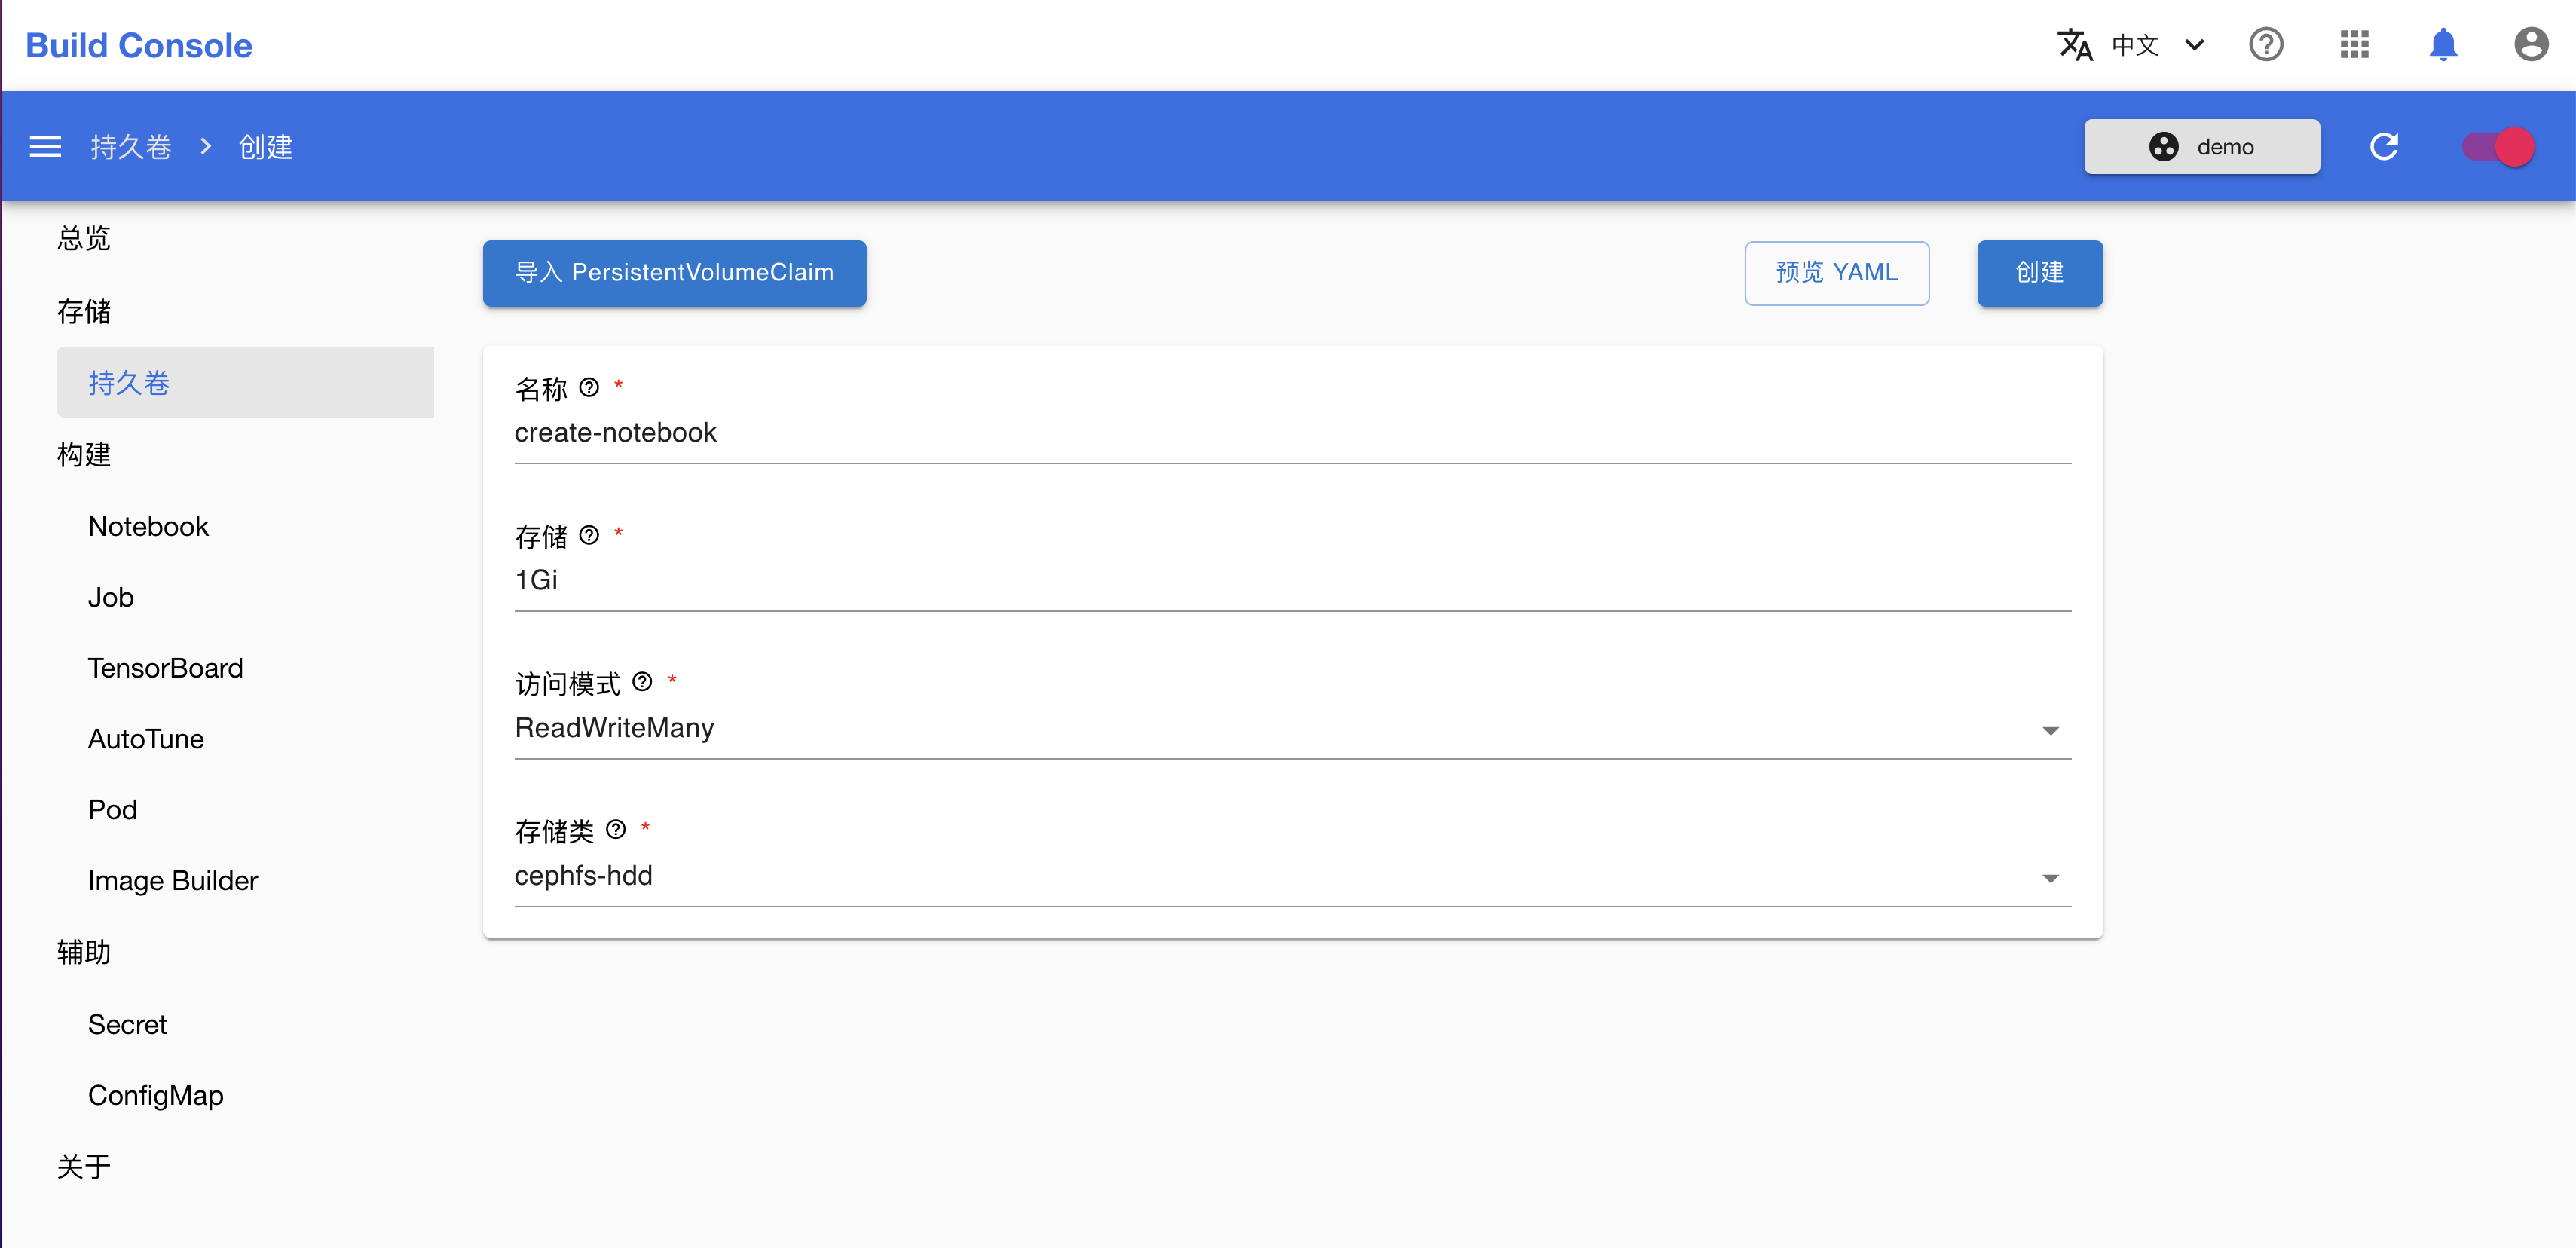 Build Console
中文
持久卷 > 创建
demo
总览
存储
持久卷
构建
Notebook
Job
TensorBoard
AutoTune
Pod
Image Builder
辅助
Secret
ConfigMap
关于
导入 PersistentVolumeClaim
预览 YAML
创建
名称 *
create-notebook
存储 *
1Gi
访问模式 *
ReadWriteMany
存储类 *
cephfs-hdd